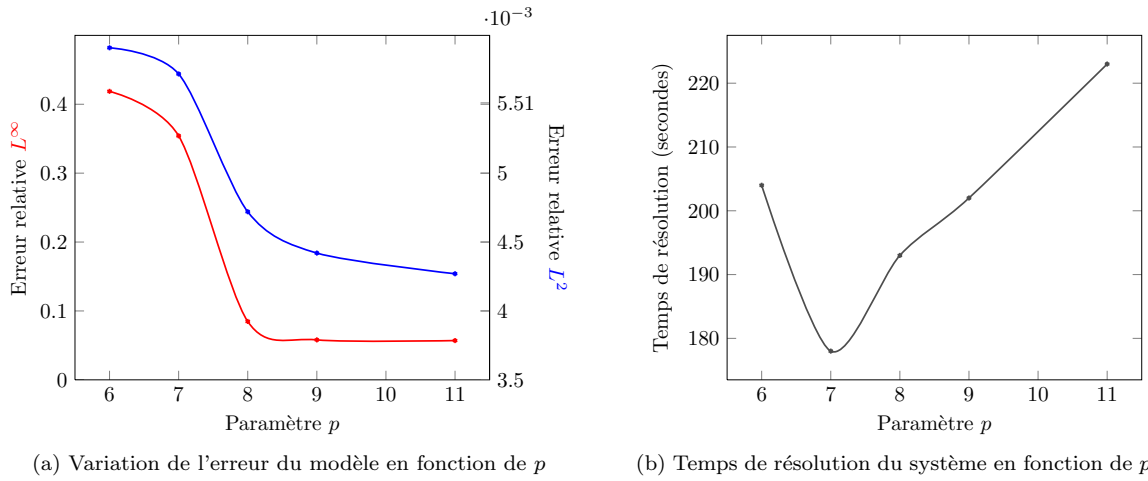 ·10⁻³
0.4
0.3
0.2
0.1
0
5.51
5
4.5
4
3.5
6 7 8 9 10 11
Erreur relative L∞
Erreur relative L²
Paramètre p
(a) Variation de l'erreur du modèle en fonction de p
220
210
200
190
180
6 7 8 9 10 11
Temps de résolution (secondes)
Paramètre p
(b) Temps de résolution du système en fonction de p